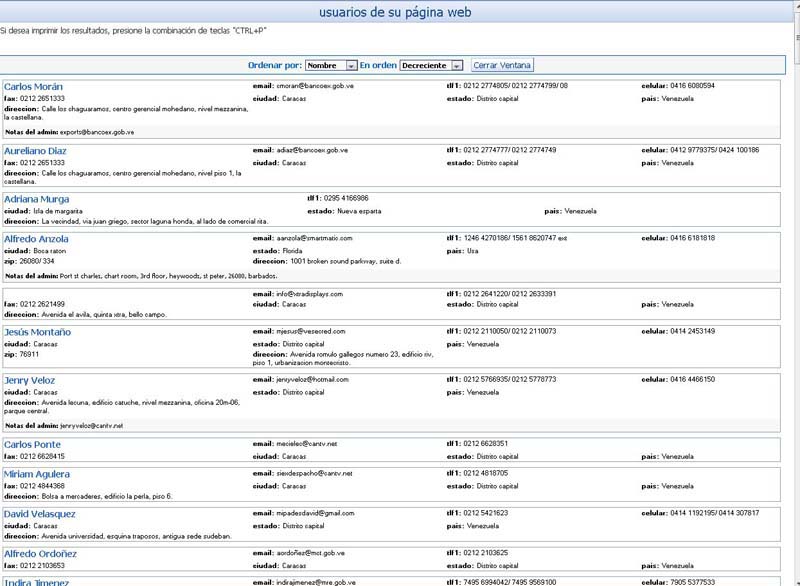 usuarios de su página web
Si desea imprimir los resultados, presione la combinación de teclas "CTRL+P"
Ordenar por: Nombre En orden Decreciente Cerrar Ventana
Carlos Morán email: cmoran@bancoex.gob.ve tlf1: 0212 2774805/ 0212 2774799/ 08 celular: 0416 6080594
fax: 0212 2651333 ciudad: Caracas estado: Distrito capital pais: Venezuela
direccion: Calle los chaguaramos, centro gerencial mohedano, nivel mezzanina,
la castellana.
Notas del admin: exports@bancoex.gob.ve
Aureliano Diaz email: adiaz@bancoex.gob.ve tlf1: 0212 2774777/ 0212 2774749 celular: 0412 9779375/ 0424 100186
fax: 0212 2651333 ciudad: Caracas estado: Distrito capital pais: Venezuela
direccion: Calle los chaguaramos, centro gerencial mohedano, nivel piso 1, la
castellana.
Adriana Murga tlf1: 0295 4166986
ciudad: Isla de margarita estado: Nueva esparta pais: Venezuela
direccion: La vecindad, via juan griego, sector laguna honda, al lado de comercial rita.
Alfredo Anzola email: aanzola@smartmatic.com tlf1: 1246 4270186/ 1561 8620747 ext celular: 0416 6181818
ciudad: Boca raton estado: Florida pais: Usa
zip: 26080/ 334 direccion: 1001 broken sound parkway, suite d.
Notas del admin: Port st charles, chart room, 3rd floor, heywoods, st peter, 26080, barbados.
email: info@xtradisplays.com tlf1: 0212 2641220/ 0212 2633391
fax: 0212 2621499 ciudad: Caracas estado: Distrito capital pais: Venezuela
direccion: Avenida el avila, quinta xtra, bello campo.
Jesús Montaño email: mjesus@vesecred.com tlf1: 0212 2110050/ 0212 2110073 celular: 0414 2453149
ciudad: Caracas estado: Distrito capital pais: Venezuela
zip: 76911 direccion: Avenida romulo gallegos numero 23, edificio riv,
piso 1, urbanizacion montecristo.
Jenry Veloz email: jenryveloz@hotmail.com tlf1: 0212 5766935/ 0212 5778773 celular: 0416 4466150
ciudad: Caracas estado: Distrito capital pais: Venezuela
direccion: Avenida lecuna, edificio catuche, nivel mezzanina, oficina 20m-06,
parque central.
Notas del admin: jenryveloz@cantv.net
Carlos Ponte email: mecielec@cantv.net tlf1: 0212 6628351
fax: 0212 6628415 ciudad: Caracas estado: Distrito capital pais: Venezuela
Miriam Aguilera email: siexdespacho@cantv.net tlf1: 0212 4818705
fax: 0212 4844368 ciudad: Caracas estado: Distrito capital pais: Venezuela
direccion: Bolsa a mercaderes, edificio la perla, piso 6.
David Velasquez email: mipadesdavid@gmail.com tlf1: 0212 5421623 celular: 0414 1192195/ 0414 307817
ciudad: Caracas estado: Distrito capital pais: Venezuela
direccion: Avenida universidad, esquina traposos, antigua sede sudeban.
Alfredo Ordoñez email: aordoñez@mct.gob.ve tlf1: 0212 2103625
fax: 0212 2103653 ciudad: Caracas estado: Distrito capital pais: Venezuela
Indira Jimenez email: indirajimenez@mre.gob.ve tlf1: 7495 6994042/ 7495 9569100 celular: 7905 5377533